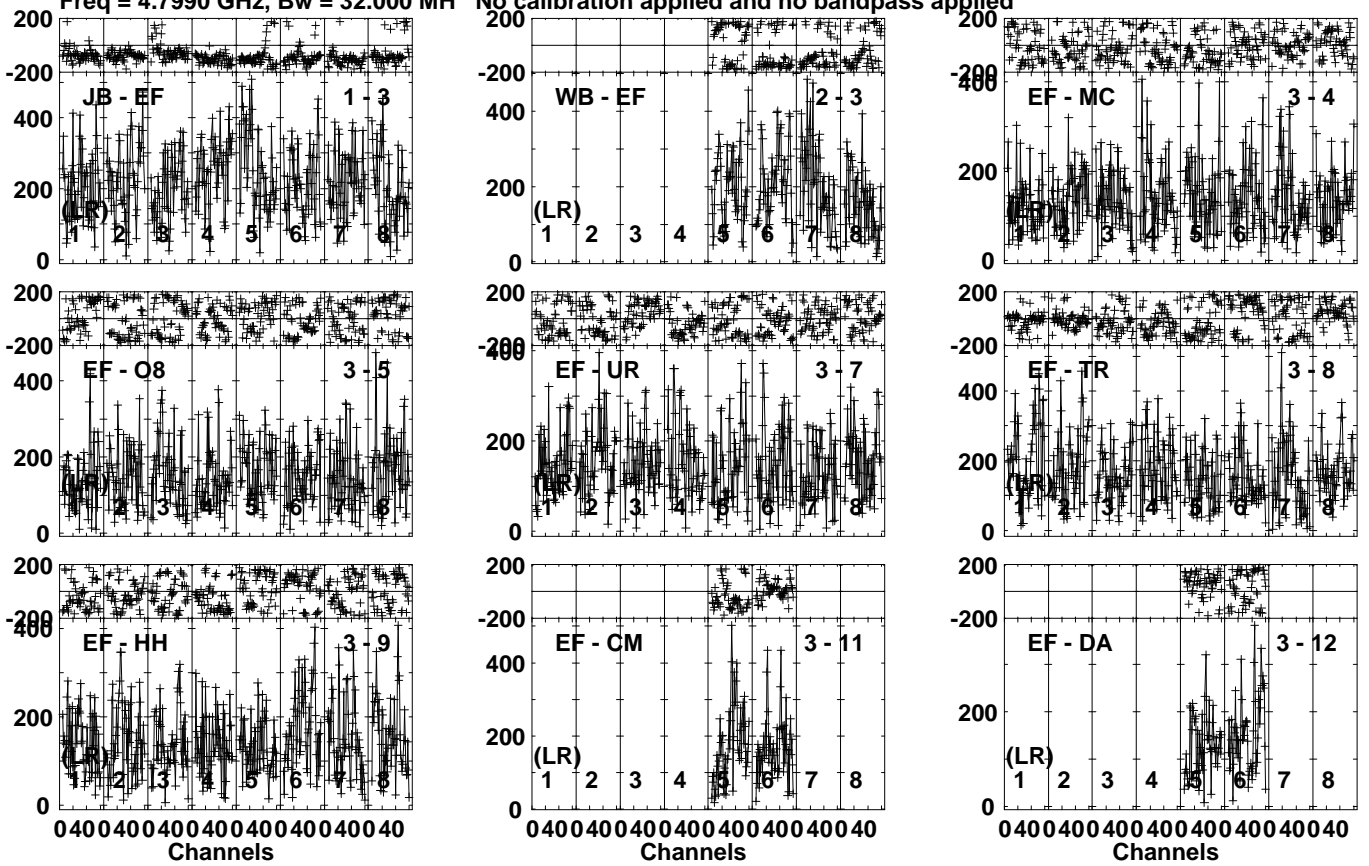 Freq = 4.7990 GHz, Bw = 32.000 MH No calibration applied and no bandpass applied
200
-200
JB - EF 1 - 3
400
200
(LR)
1 2 3 4 5 6 7 8
0
200
-200
WB - EF 2 - 3
400
200
(LR)
1 2 3 4 5 6 7 8
0
200
-200
400
EF - MC 3 - 4
200
(LR)
1 2 3 4 5 6 7 8
0
200
-200
EF - O8 3 - 5
400
200
(LR)
1 2 3 4 5 6 7 8
0
200
-200
400
EF - UR 3 - 7
200
(LR)
1 2 3 4 5 6 7 8
0
200
-200
EF - TR 3 - 8
400
200
(LR)
1 2 3 4 5 6 7 8
0
200
-200
400
EF - HH 3 - 9
200
(LR)
1 2 3 4 5 6 7 8
0
0 40 0 40 0 40 0 40 0 40 0 40 0 40 0 40
Channels
200
-200
EF - CM 3 - 11
400
200
(LR)
1 2 3 4 5 6 7 8
0
0 40 0 40 0 40 0 40 0 40 0 40 0 40 0 40
Channels
200
-200
EF - DA 3 - 12
200
(LR)
1 2 3 4 5 6 7 8
0
0 40 0 40 0 40 0 40 0 40 0 40 0 40 0 40
Channels